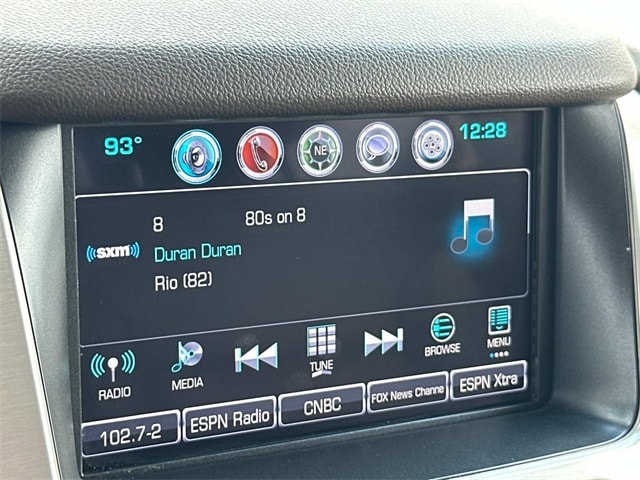 93°
NE
12:28
8
80s on 8
((sxm))
Duran Duran
Rio (82)
RADIO
MEDIA
TUNE
BROWSE
MENU
102.7-2
ESPN Radio
CNBC
FOX News Channe
ESPN Xtra